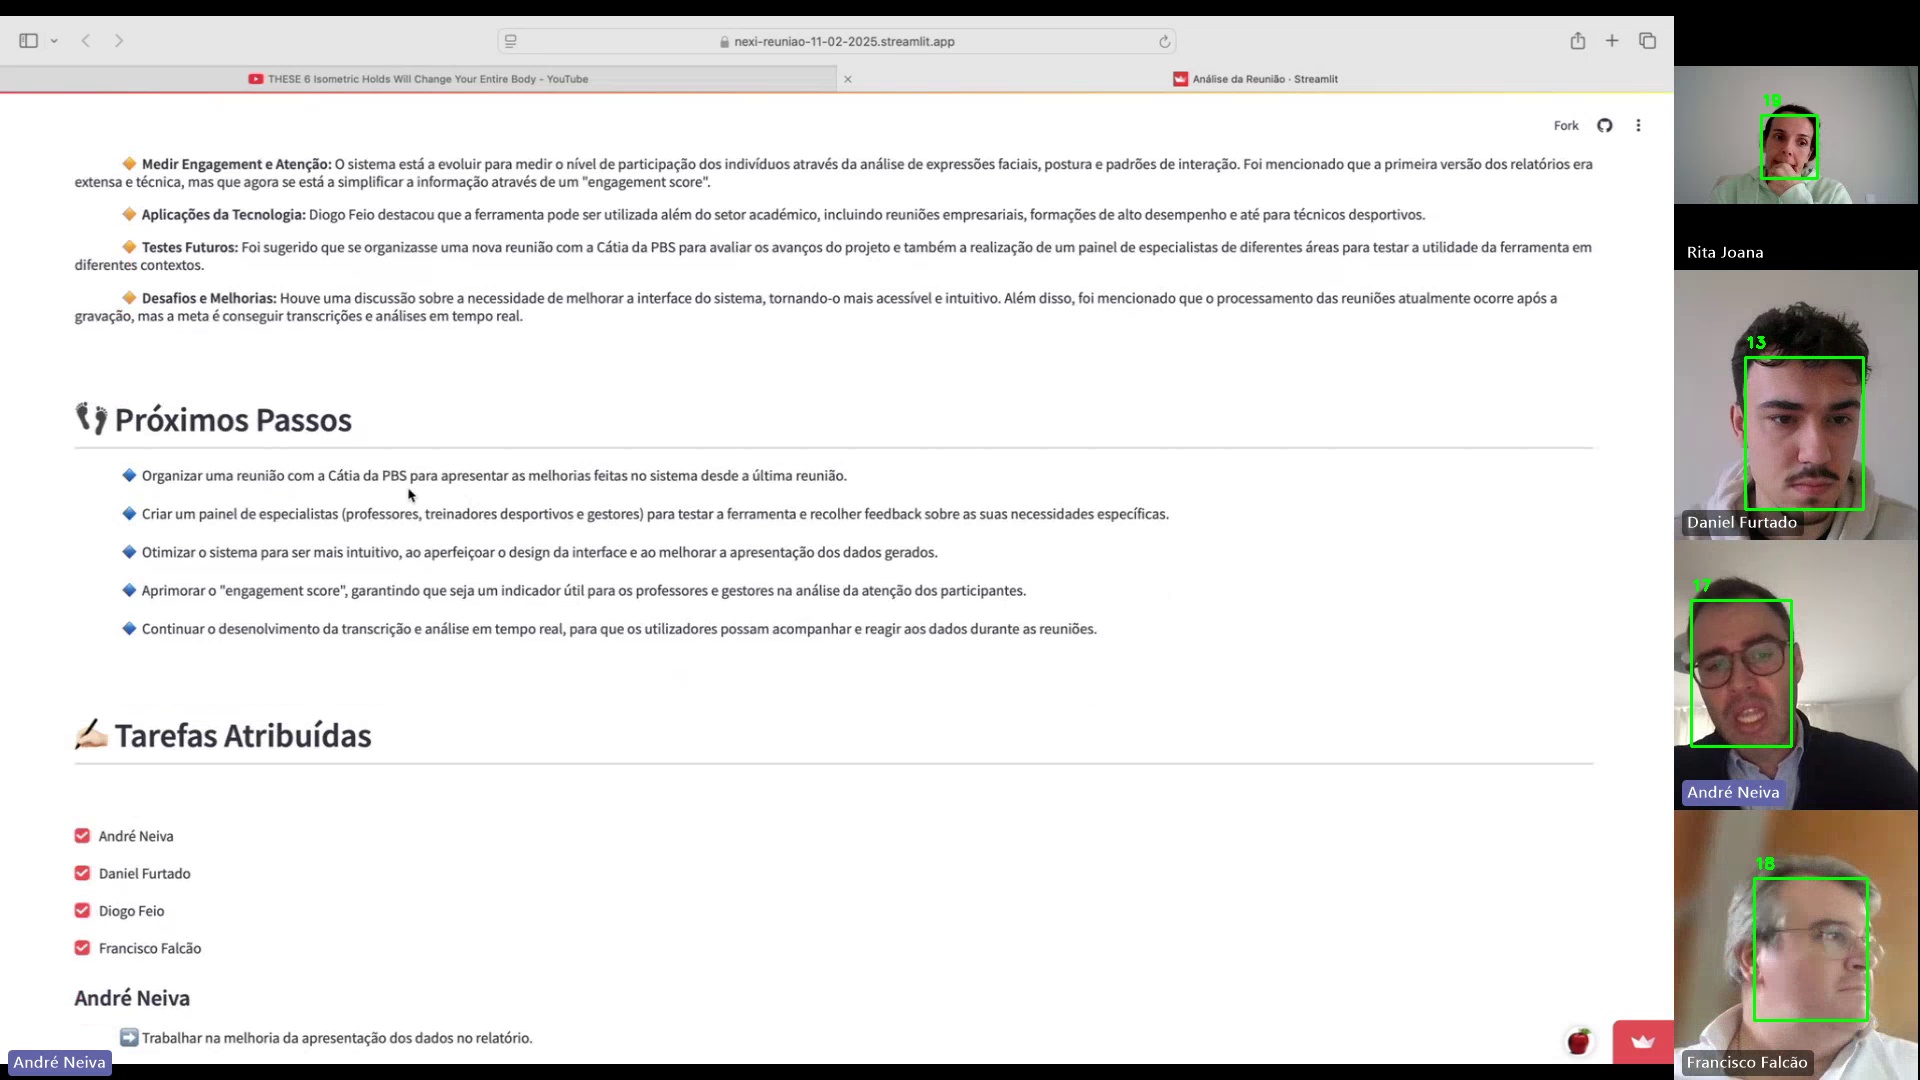 nexi-reuniao-11-02-2025.streamlit.app
THESE 6 Isometric Holds Will Change Your Entire Body - YouTube
Análise da Reunião · Streamlit
Fork
Medir Engagement e Atenção: O sistema está a evoluir para medir o nível de participação dos indivíduos através da análise de expressões faciais, postura e padrões de interação. Foi mencionado que a primeira versão dos relatórios era
extensa e técnica, mas que agora se está a simplificar a informação através de um "engagement score".
Aplicações da Tecnologia: Diogo Feio destacou que a ferramenta pode ser utilizada além do setor académico, incluindo reuniões empresariais, formações de alto desempenho e até para técnicos desportivos.
Testes Futuros: Foi sugerido que se organizasse uma nova reunião com a Cátia da PBS para avaliar os avanços do projeto e também a realização de um painel de especialistas de diferentes áreas para testar a utilidade da ferramenta em
diferentes contextos.
Desafios e Melhorias: Houve uma discussão sobre a necessidade de melhorar a interface do sistema, tornando-o mais acessível e intuitivo. Além disso, foi mencionado que o processamento das reuniões atualmente ocorre após a
gravação, mas a meta é conseguir transcrições e análises em tempo real.
Próximos Passos
Organizar uma reunião com a Cátia da PBS para apresentar as melhorias feitas no sistema desde a última reunião.
Criar um painel de especialistas (professores, treinadores desportivos e gestores) para testar a ferramenta e recolher feedback sobre as suas necessidades específicas.
Otimizar o sistema para ser mais intuitivo, ao aperfeiçoar o design da interface e ao melhorar a apresentação dos dados gerados.
Aprimorar o "engagement score", garantindo que seja um indicador útil para os professores e gestores na análise da atenção dos participantes.
Continuar o desenolvimento da transcrição e análise em tempo real, para que os utilizadores possam acompanhar e reagir aos dados durante as reuniões.
Tarefas Atribuídas
André Neiva
Daniel Furtado
Diogo Feio
Francisco Falcão
André Neiva
Trabalhar na melhoria da apresentação dos dados no relatório.
André Neiva
19
Rita Joana
13
Daniel Furtado
17
André Neiva
18
Francisco Falcão